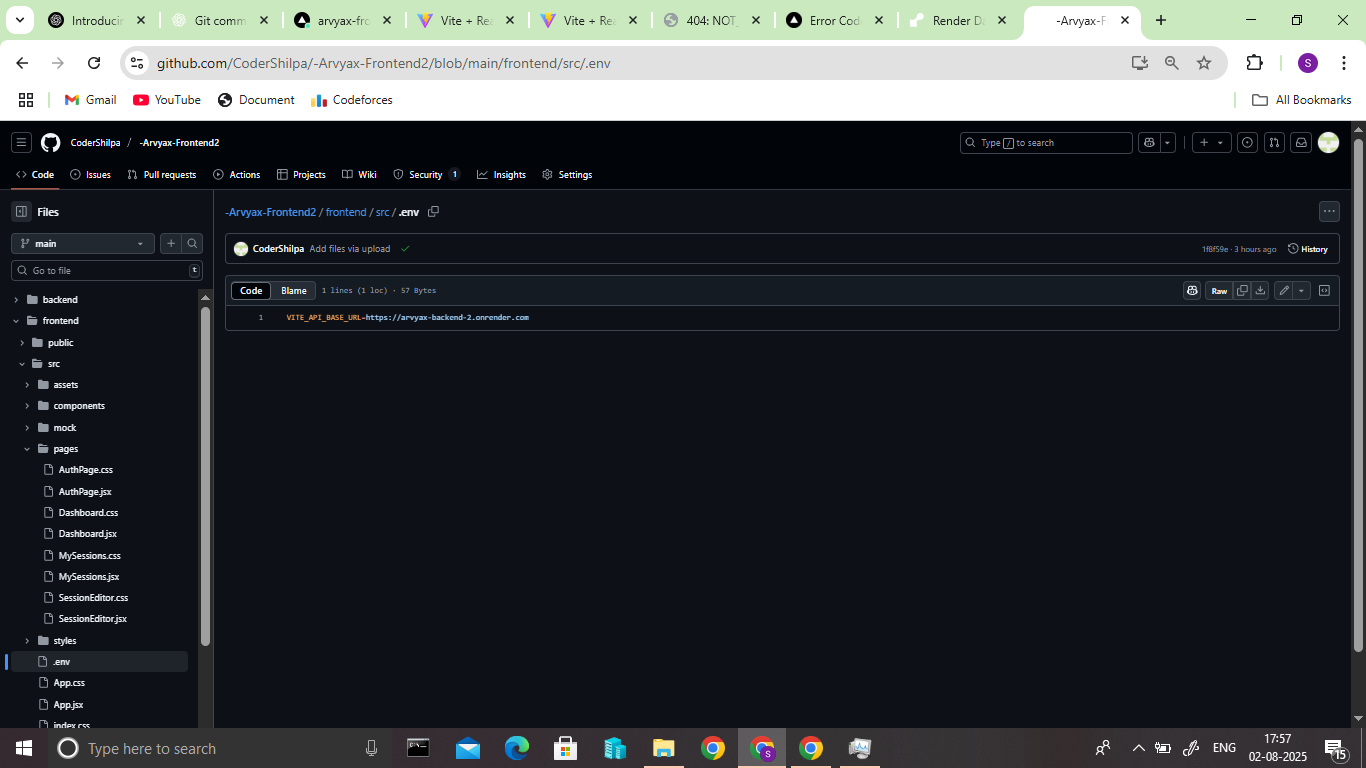 Introducin
Git comm
arvyax-fro
Vite + Rea
Vite + Rea
404: NOT_
Error Cod
Render Da
-Arvyax-F
github.com/CoderShilpa/-Arvyax-Frontend2/blob/main/frontend/src/.env
S
Gmail
YouTube
Document
Codeforces
All Bookmarks
CoderShilpa / -Arvyax-Frontend2
Type / to search
Code
Issues
Pull requests
Actions
Projects
Wiki
Security 1
Insights
Settings
Files
main
Go to file
t
backend
frontend
public
src
assets
components
mock
pages
AuthPage.css
AuthPage.jsx
Dashboard.css
Dashboard.jsx
MySessions.css
MySessions.jsx
SessionEditor.css
SessionEditor.jsx
styles
.env
App.css
App.jsx
index.css
-Arvyax-Frontend2 / frontend / src / .env
CoderShilpa Add files via upload
1f8f59e · 3 hours ago
History
Code Blame 1 lines (1 loc) · 57 Bytes
Raw
1 VITE_API_BASE_URL=https://arvyax-backend-2.onrender.com
Type here to search
S
ENG
17:57
02-08-2025
15